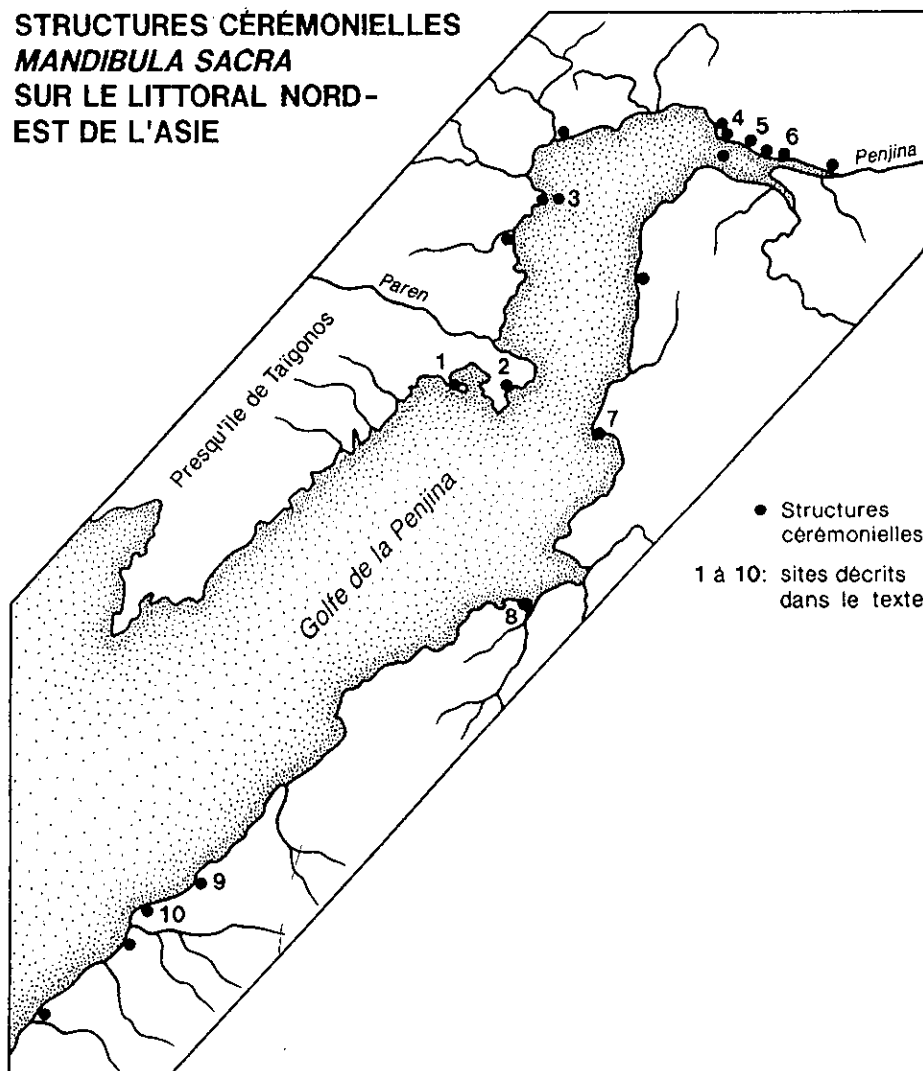 STRUCTURES CÉRÉMONIELLES
MANDIBULA SACRA
SUR LE LITTORAL NORD-
EST DE L'ASIE
4
5
6
Penjina
3
Paren
Presqu'île de Taïgonos
1
2
7
Golfe de la Penjina
● Structures
cérémonielles
1 à 10: sites décrits
dans le texte
8
9
10